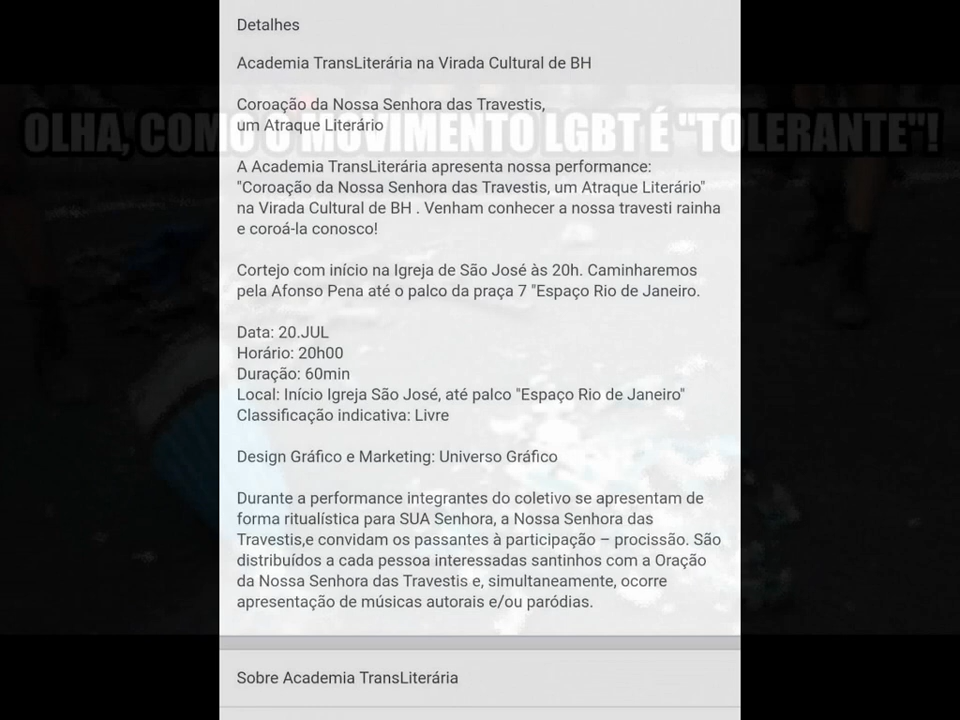 Detalhes
Academia TransLiterária na Virada Cultural de BH
Coroação da Nossa Senhora das Travestis,
um Atraque Literário
OLHA, COMO O MOVIMENTO LGBT É "TOLERANTE"!
A Academia TransLiterária apresenta nossa performance:
"Coroação da Nossa Senhora das Travestis, um Atraque Literário"
na Virada Cultural de BH . Venham conhecer a nossa travesti rainha
e coroá-la conosco!
Cortejo com início na Igreja de São José às 20h. Caminharemos
pela Afonso Pena até o palco da praça 7 "Espaço Rio de Janeiro.
Data: 20.JUL
Horário: 20h00
Duração: 60min
Local: Início Igreja São José, até palco "Espaço Rio de Janeiro"
Classificação indicativa: Livre
Design Gráfico e Marketing: Universo Gráfico
Durante a performance integrantes do coletivo se apresentam de
forma ritualística para SUA Senhora, a Nossa Senhora das
Travestis,e convidam os passantes à participação – procissão. São
distribuídos a cada pessoa interessadas santinhos com a Oração
da Nossa Senhora das Travestis e, simultaneamente, ocorre
apresentação de músicas autorais e/ou paródias.
Sobre Academia TransLiterária